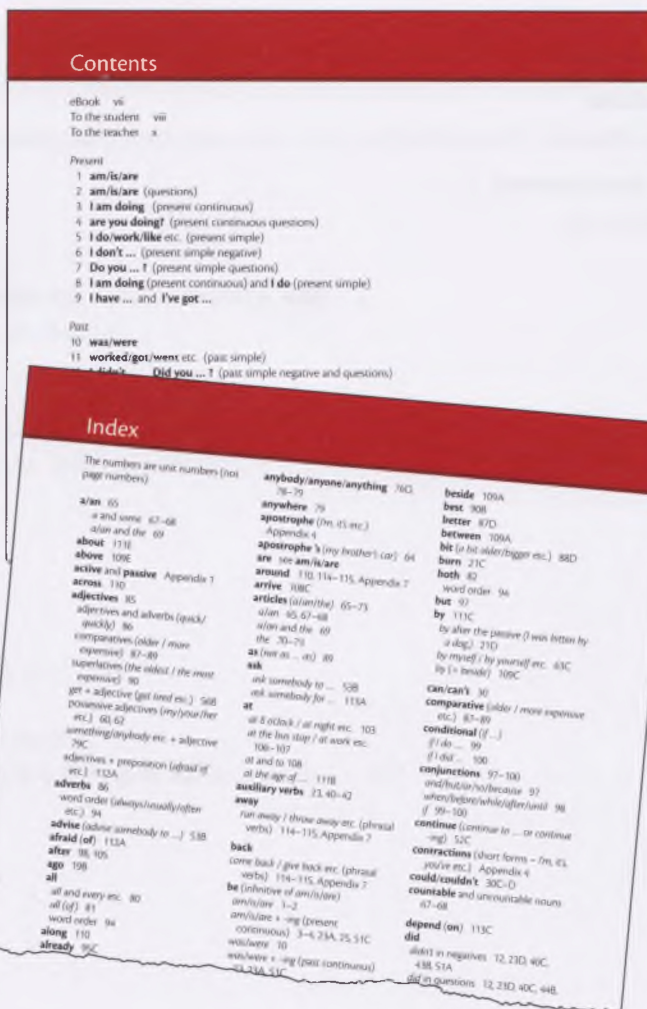 Contents
eBook vii
To the student viii
To the teacher x
Present
1 am/is/are
2 am/is/are (questions)
3 I am doing (present continuous)
4 are you doing? (present continuous questions)
5 I do/work/like etc. (present simple)
6 I don't ... (present simple negative)
7 Do you ... ? (present simple questions)
8 I am doing (present continuous) and I do (present simple)
9 I have ... and I've got ...
Past
10 was/were
11 worked/got/went etc. (past simple)
I didn't Did you ... ? (past simple negative and questions)
Index
The numbers are unit numbers (not
page numbers)
a/an 65
a and some 67–68
a/an and the 69
about 111E
above 109E
active and passive Appendix 1
across 110
adjectives 85
adjectives and adverbs (quick/
quickly) 86
comparatives (older / more
expensive) 87–89
superlatives (the oldest / the most
expensive) 90
get + adjective (get tired etc.) 56B
possessive adjectives (my/your/her
etc.) 60, 62
something/anybody etc. + adjective
79C
adjectives + preposition (afraid of
etc.) 112A
adverbs 86
word order (always/usually/often
etc.) 94
advise (advise somebody to ...) 53B
afraid (of) 112A
after 98, 105
ago 19B
all
all and every etc. 80
all (of) 81
word order 94
along 110
already 95C
anybody/anyone/anything 76D,
78–79
anywhere 79
apostrophe (I'm, it's etc.)
Appendix 4
apostrophe 's (my brother's car) 64
are see am/is/are
around 110, 114–115, Appendix 7
arrive 108C
articles (a/an/the) 65–73
a/an 65, 67–68
a/an and the 69
the 70–73
as (not as ... as) 89
ask
ask somebody to ... 53B
ask somebody for ... 113A
at
at 8 o'clock / at night etc. 103
at the bus stop / at work etc.
106–107
at and to 108
at the age of ... 111B
auxiliary verbs 23, 40–42
away
run away / throw away etc. (phrasal
verbs) 114–115, Appendix 7
back
come back / give back etc. (phrasal
verbs) 114–115, Appendix 7
be (infinitive of am/is/are)
am/is/are 1–2
am/is/are + -ing (present
continuous) 3–4, 23A, 25, 51C
was/were 10
was/were + -ing (past continuous)
23A, 51C
beside 109A
best 90B
better 87D
between 109A
bit (a bit older/bigger etc.) 88D
burn 21C
both 82
word order 94
but 97
by 111C
by after the passive (I was bitten by
a dog.) 21D
by myself / by yourself etc. 63C
by (= beside) 109C
can/can't 30
comparative (older / more expensive
etc.) 87–89
conditional (if ...)
if I do ... 99
if I did ... 100
conjunctions 97–100
and/but/or/so/because 97
when/before/while/after/until 98
if 99–100
continue (continue to ... or continue
-ing) 52C
contractions (short forms – I'm, it's,
you've etc.) Appendix 4
could/couldn't 30C–D
countable and uncountable nouns
67–68
depend (on) 113C
did
didn't in negatives 12, 23D, 40C,
43B, 51A
did in questions 12, 23D, 40C, 44B,